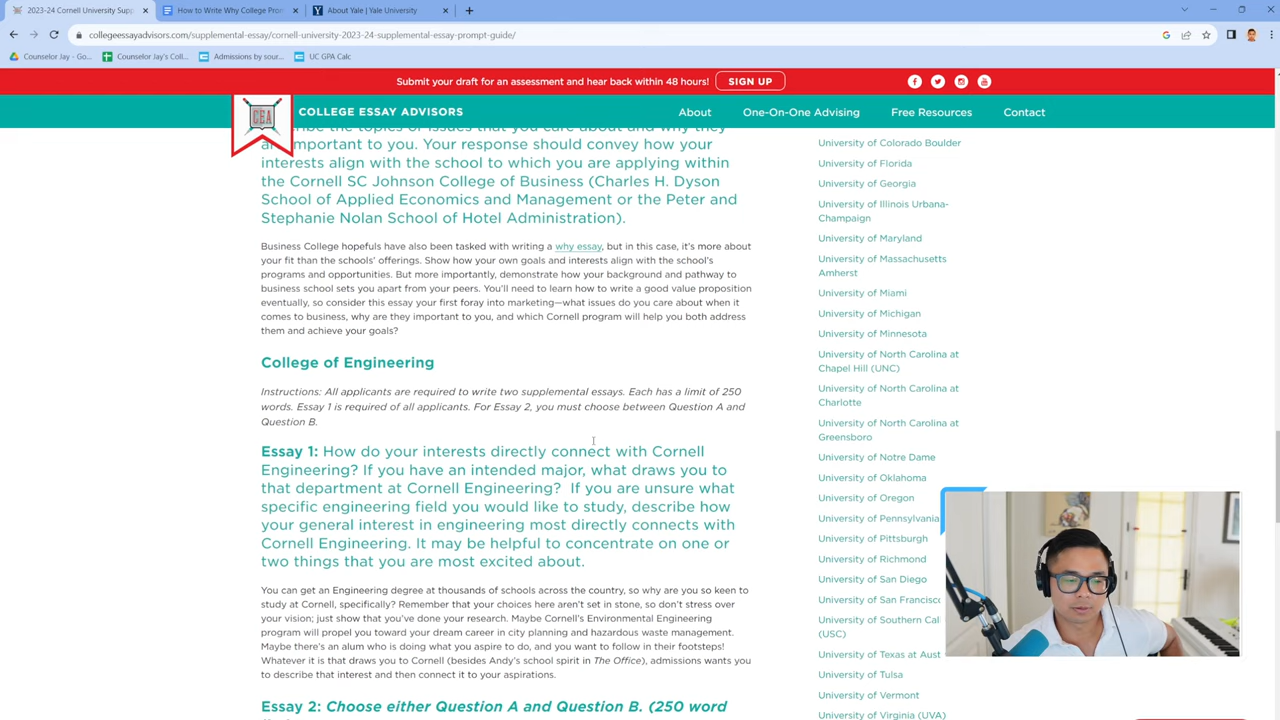 2023-24 Cornell University Supp
How to Write Why College Pro
About Yale | Yale University
collegeessayadvisors.com/supplemental-essay/cornell-university-2023-24-supplemental-essay-prompt-guide/
Counselor Jay - Go...
Counselor Jay's Coll...
Admissions by sour...
UC GPA Calc
Submit your draft for an assessment and hear back within 48 hours!
SIGN UP
CEA
COLLEGE ESSAY ADVISORS
About
One-On-One Advising
Free Resources
Contact
the topics or issues that you care about and why they
important to you. Your response should convey how your
interests align with the school to which you are applying within
the Cornell SC Johnson College of Business (Charles H. Dyson
School of Applied Economics and Management or the Peter and
Stephanie Nolan School of Hotel Administration).
Business College hopefuls have also been tasked with writing a why essay, but in this case, it's more about
your fit than the schools' offerings. Show how your own goals and interests align with the school's
programs and opportunities. But more importantly, demonstrate how your background and pathway to
business school sets you apart from your peers. You'll need to learn how to write a good value proposition
eventually, so consider this essay your first foray into marketing—what issues do you care about when it
comes to business, why are they important to you, and which Cornell program will help you both address
them and achieve your goals?
College of Engineering
Instructions: All applicants are required to write two supplemental essays. Each has a limit of 250
words. Essay 1 is required of all applicants. For Essay 2, you must choose between Question A and
Question B.
Essay 1: How do your interests directly connect with Cornell
Engineering? If you have an intended major, what draws you to
that department at Cornell Engineering? If you are unsure what
specific engineering field you would like to study, describe how
your general interest in engineering most directly connects with
Cornell Engineering. It may be helpful to concentrate on one or
two things that you are most excited about.
You can get an Engineering degree at thousands of schools across the country, so why are you so keen to
study at Cornell, specifically? Remember that your choices here aren't set in stone, so don't stress over
your vision; just show that you've done your research. Maybe Cornell's Environmental Engineering
program will propel you toward your dream career in city planning and hazardous waste management.
Maybe there's an alum who is doing what you aspire to do, and you want to follow in their footsteps!
Whatever it is that draws you to Cornell (besides Andy's school spirit in The Office), admissions wants you
to describe that interest and then connect it to your aspirations.
Essay 2: Choose either Question A and Question B. (250 word
University of Colorado Boulder
University of Florida
University of Georgia
University of Illinois Urbana-
Champaign
University of Maryland
University of Massachusetts
Amherst
University of Miami
University of Michigan
University of Minnesota
University of North Carolina at
Chapel Hill (UNC)
University of North Carolina at
Charlotte
University of North Carolina at
Greensboro
University of Notre Dame
University of Oklahoma
University of Oregon
University of Pennsylvania
University of Pittsburgh
University of Richmond
University of San Diego
University of San Francisco
University of Southern Cal
(USC)
University of Texas at Aust
University of Tulsa
University of Vermont
University of Virginia (UVA)